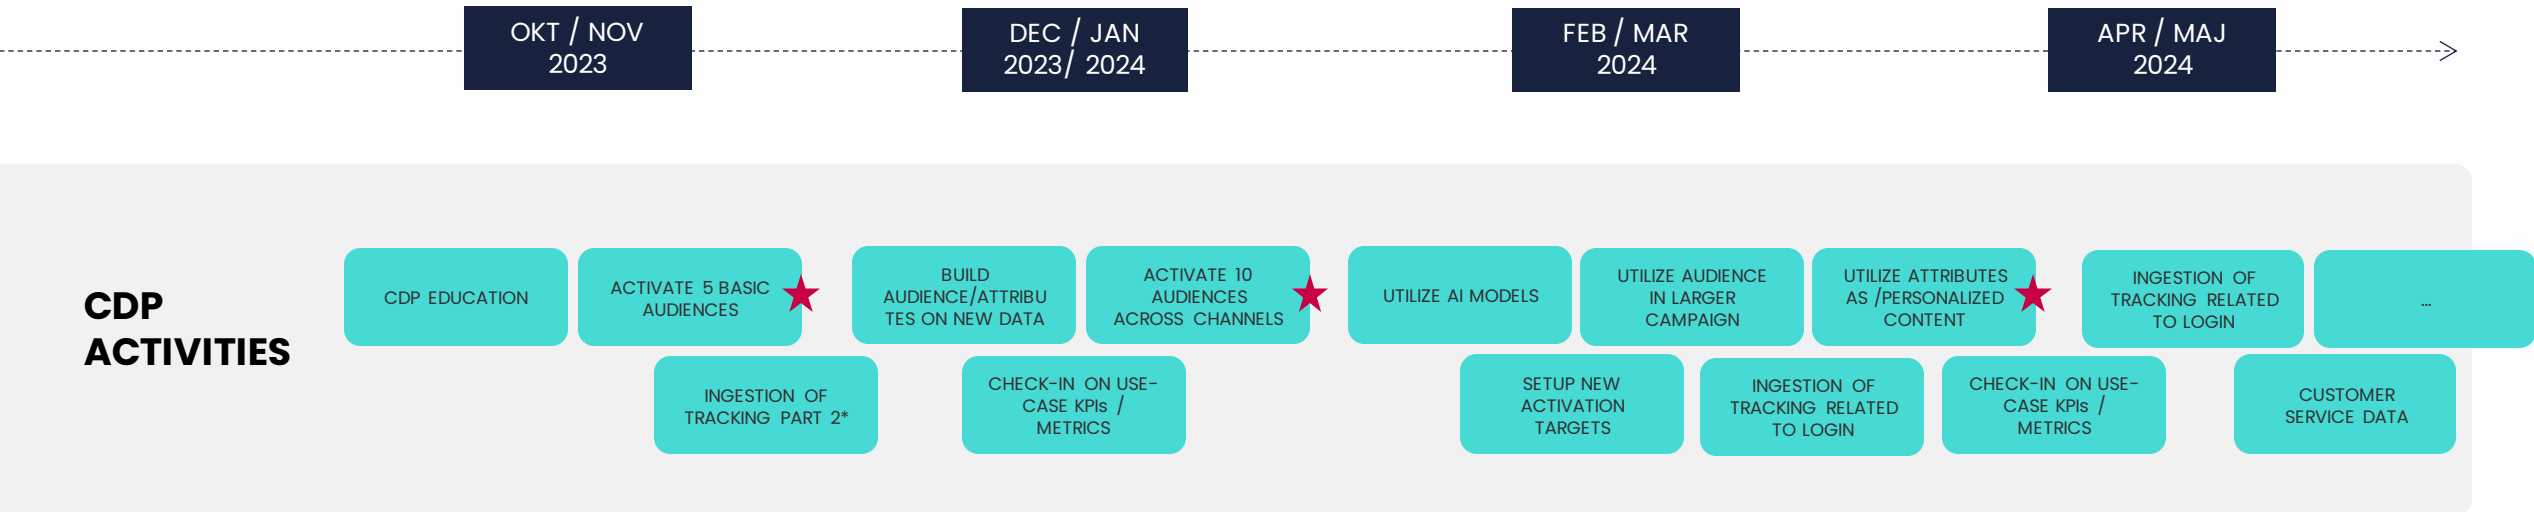 OKT / NOV
2023
DEC / JAN
2023/ 2024
FEB / MAR
2024
APR / MAJ
2024
CDP
ACTIVITIES
CDP EDUCATION
ACTIVATE 5 BASIC
AUDIENCES
BUILD
AUDIENCE/ATTRIBU
TES ON NEW DATA
ACTIVATE 10
AUDIENCES
ACROSS CHANNELS
UTILIZE AI MODELS
UTILIZE AUDIENCE
IN LARGER
CAMPAIGN
UTILIZE ATTRIBUTES
AS /PERSONALIZED
CONTENT
INGESTION OF
TRACKING RELATED
TO LOGIN
...
INGESTION OF
TRACKING PART 2*
CHECK-IN ON USE-
CASE KPIs /
METRICS
SETUP NEW
ACTIVATION
TARGETS
INGESTION OF
TRACKING RELATED
TO LOGIN
CHECK-IN ON USE-
CASE KPIs /
METRICS
CUSTOMER
SERVICE DATA